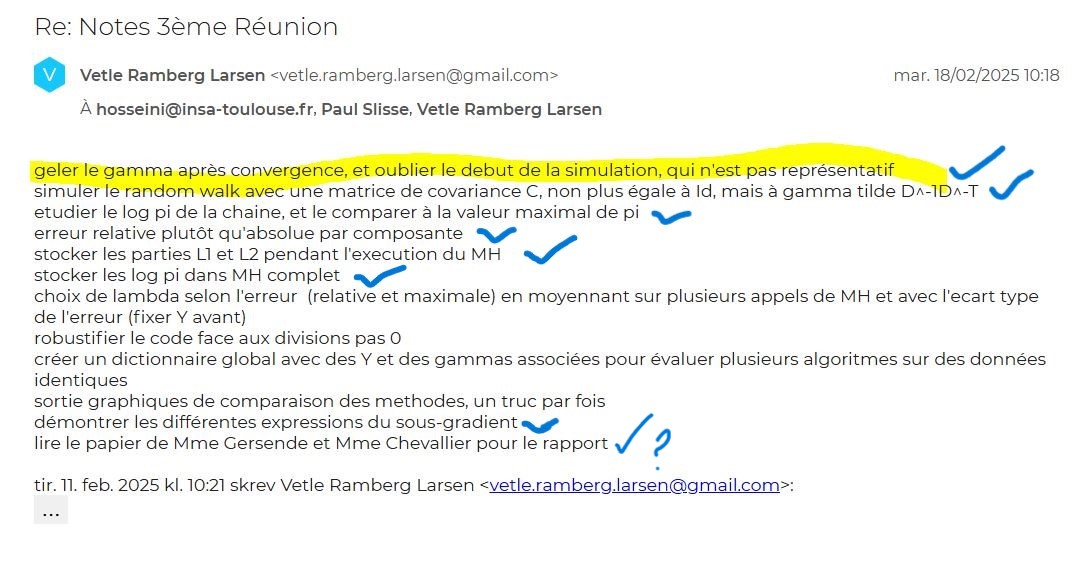 Re: Notes 3ème Réunion
V
Vetle Ramberg Larsen <vetle.ramberg.larsen@gmail.com>
mar. 18/02/2025 10:18
À hosseini@insa-toulouse.fr, Paul Slisse, Vetle Ramberg Larsen
geler le gamma après convergence, et oublier le debut de la simulation, qui n'est pas représentatif
simuler le random walk avec une matrice de covariance C, non plus égale à Id, mais à gamma tilde D^-1D^-T
etudier le log pi de la chaine, et le comparer à la valeur maximal de pi
erreur relative plutôt qu'absolue par composante
stocker les parties L1 et L2 pendant l'execution du MH
stocker les log pi dans MH complet
choix de lambda selon l'erreur (relative et maximale) en moyennant sur plusieurs appels de MH et avec l'ecart type
de l'erreur (fixer Y avant)
robustifier le code face aux divisions pas 0
créer un dictionnaire global avec des Y et des gammas associées pour évaluer plusieurs algoritmes sur des données
identiques
sortie graphiques de comparaison des methodes, un truc par fois
démontrer les différentes expressions du sous-gradient
lire le papier de Mme Gersende et Mme Chevallier pour le rapport ?
tir. 11. feb. 2025 kl. 10:21 skrev Vetle Ramberg Larsen <vetle.ramberg.larsen@gmail.com>:
...